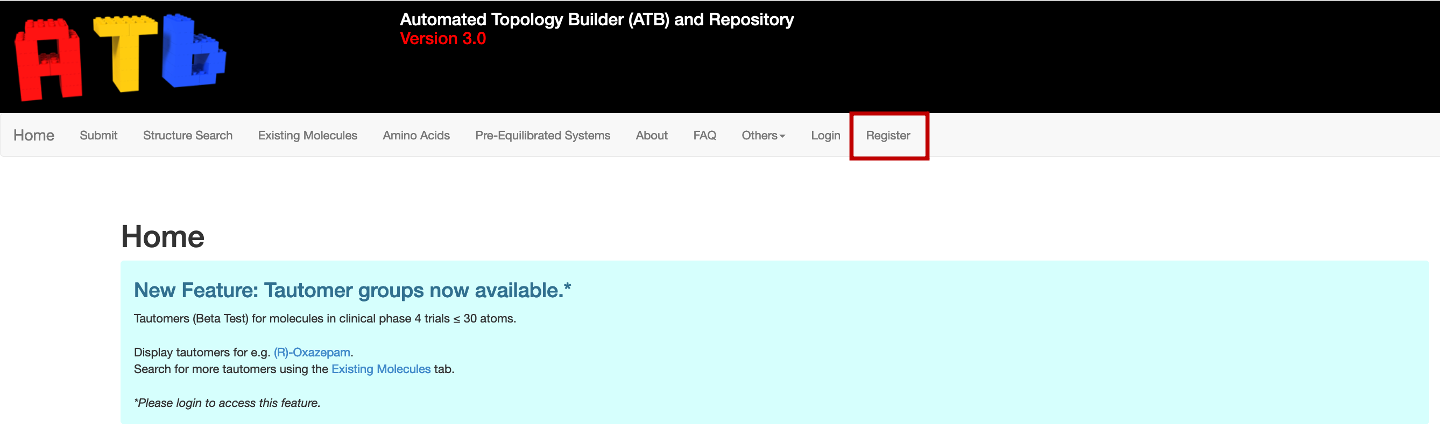 ATb
Automated Topology Builder (ATB) and Repository
Version 3.0
Home Submit Structure Search Existing Molecules Amino Acids Pre-Equilibrated Systems About FAQ Others Login Register
Home
New Feature: Tautomer groups now available.*
Tautomers (Beta Test) for molecules in clinical phase 4 trials ≤ 30 atoms.
Display tautomers for e.g. (R)-Oxazepam.
Search for more tautomers using the Existing Molecules tab.
*Please login to access this feature.